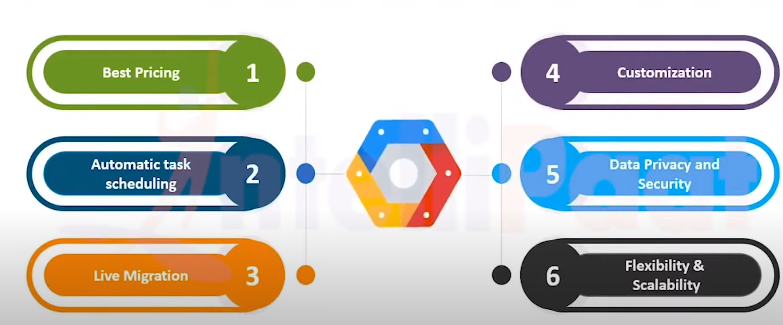 Best Pricing
1
Automatic task
scheduling
2
Live Migration
3
4
Customization
5
Data Privacy and
Security
6
Flexibility &
Scalability
intelliPaat